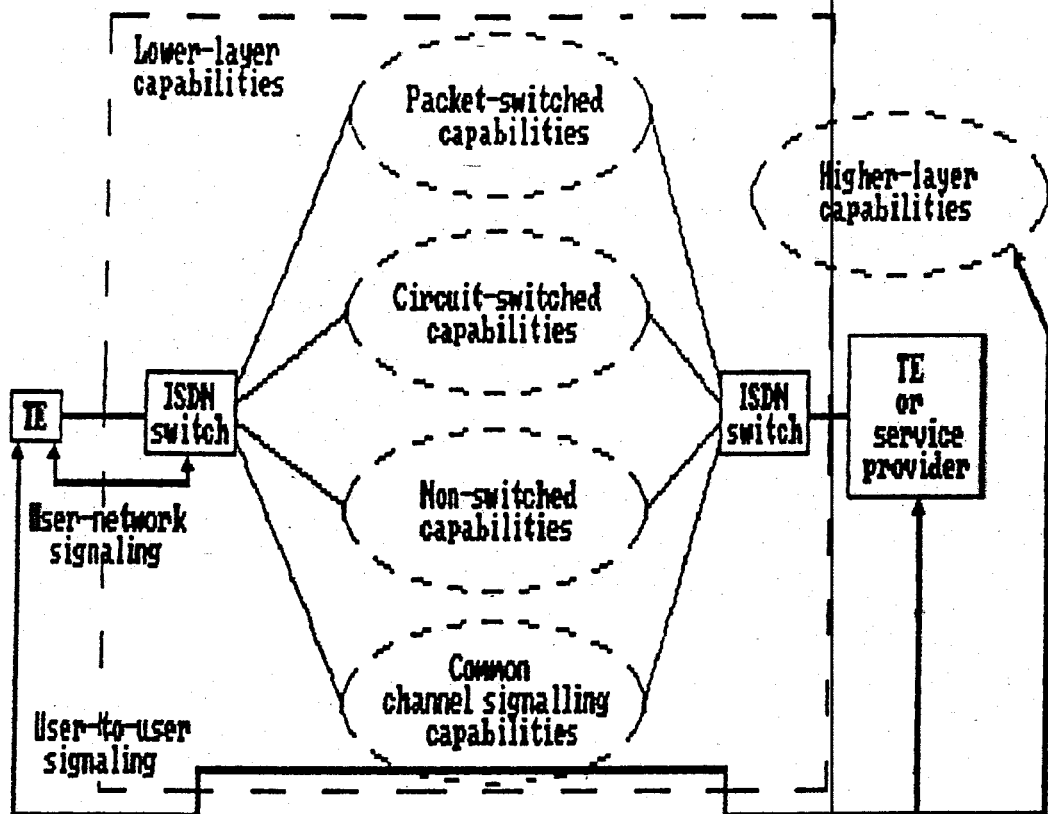 Lower-layer
capabilities
Packet-switched
capabilities
Higher-layer
capabilities
Circuit-switched
capabilities
TE
ISDN
switch
ISDN
switch
TE
or
service
provider
Non-switched
capabilities
User-network
signaling
Common
channel signalling
capabilities
User-to-user
signaling